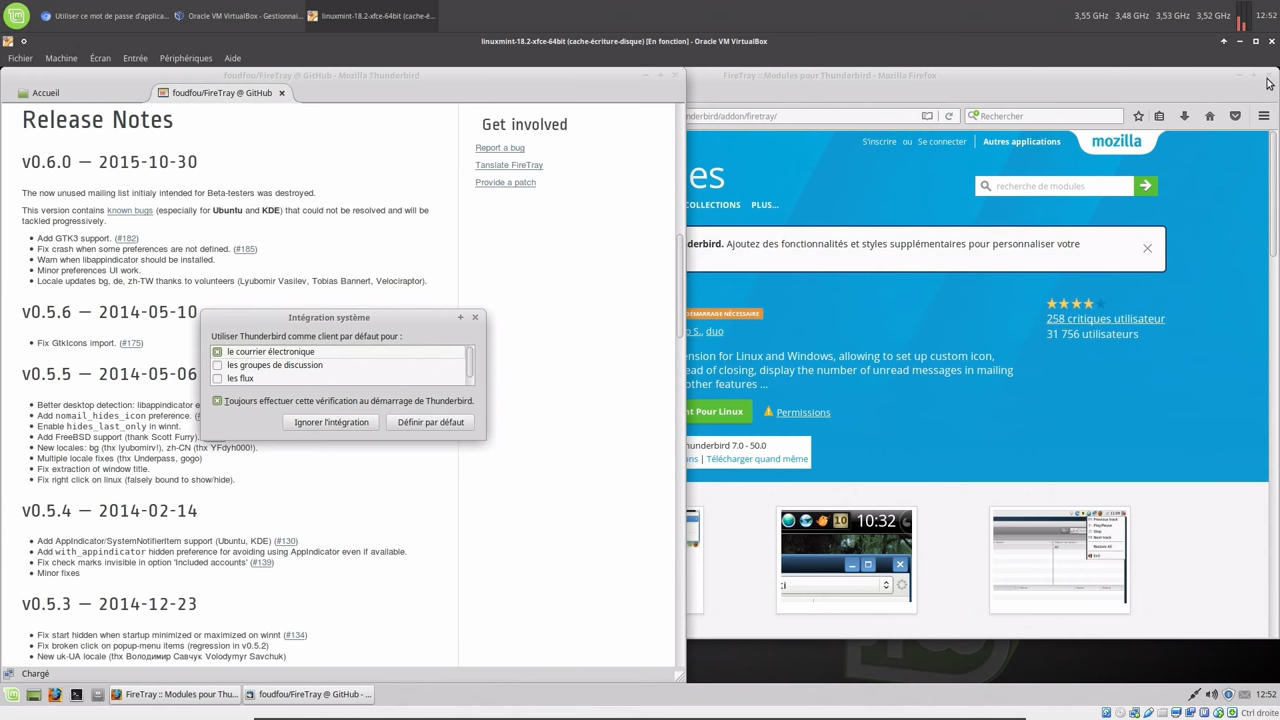 Utiliser ce mot de passe d'applica...
Oracle VM VirtualBox - Gestionnai...
linuxmint-18.2-xfce-64bit (cache-é...
3,55 GHz 3,48 GHz 3,53 GHz 3,52 GHz 12:52
linuxmint-18.2-xfce-64bit (cache-écriture-disque) [En fonction] - Oracle VM VirtualBox
Fichier Machine Écran Entrée Périphériques Aide
foudfou/FireTray @ GitHub - Mozilla Thunderbird
FireTray :: Modules pour Thunderbird - Mozilla Firefox
Accueil
foudfou/FireTray @ GitHub
Release Notes
v0.6.0 — 2015-10-30
The now unused mailing list initialy intended for Beta-testers was destroyed.
This version contains known bugs (especially for Ubuntu and KDE) that could not be resolved and will be
tackled progressively.
Add GTK3 support. (#182)
Fix crash when some preferences are not defined. (#185)
Warn when libappindicator should be installed.
Minor preferences UI work.
Locale updates bg, de, zh-TW thanks to volunteers (Lyubomir Vasilev, Tobias Bannert, Velociraptor).
v0.5.6 — 2014-05-10
Fix GtkIcons import. (#175)
v0.5.5 — 2014-05-06
Better desktop detection: libappindicator e
Add nomail_hides_icon preference. (
Enable hides_last_only in winnt.
Add FreeBSD support (thank Scott Furry).
New locales: bg (thx lyubomirv!), zh-CN (thx YFdyh000!).
Multiple locale fixes (thx Underpass, gogo)
Fix extraction of window title.
Fix right click on linux (falsely bound to show/hide).
v0.5.4 — 2014-02-14
Add AppIndicator/SystemNotifierItem support (Ubuntu, KDE) (#130)
Add with_appindicator hidden preference for avoiding using AppIndicator even if available.
Fix check marks invisible in option 'Included accounts' (#139)
Minor fixes
v0.5.3 — 2014-12-23
Fix start hidden when startup minimized or maximized on winnt (#134)
Fix broken click on popup-menu items (regression in v0.5.2)
New uk-UA locale (thx Володимир Савчук Volodymyr Savchuk)
Get involved
Report a bug
Tanslate FireTray
Provide a patch
Intégration système
Utiliser Thunderbird comme client par défaut pour :
le courrier électronique
les groupes de discussion
les flux
Toujours effectuer cette vérification au démarrage de Thunderbird.
Ignorer l'intégration
Définir par défaut
nderbird/addon/firetray/
Rechercher
S'inscrire ou Se connecter
Autres applications
mozilla
es
recherche de modules
COLLECTIONS PLUS...
derbird. Ajoutez des fonctionnalités et styles supplémentaires pour personnaliser votre
DÉMARRAGE NÉCESSAIRE
o S., duo
258 critiques utilisateur
31 756 utilisateurs
ension for Linux and Windows, allowing to set up custom icon,
ead of closing, display the number of unread messages in mailing
other features ...
nt Pour Linux
Permissions
hunderbird 7.0 - 50.0
ns | Télécharger quand même
10 10:32
Previous track
Play/Pause
Stop
Next track
Restore All
Exit
Chargé
FireTray :: Modules pour Thu...
foudfou/FireTray @ GitHub - ...
12:52
Ctrl droite